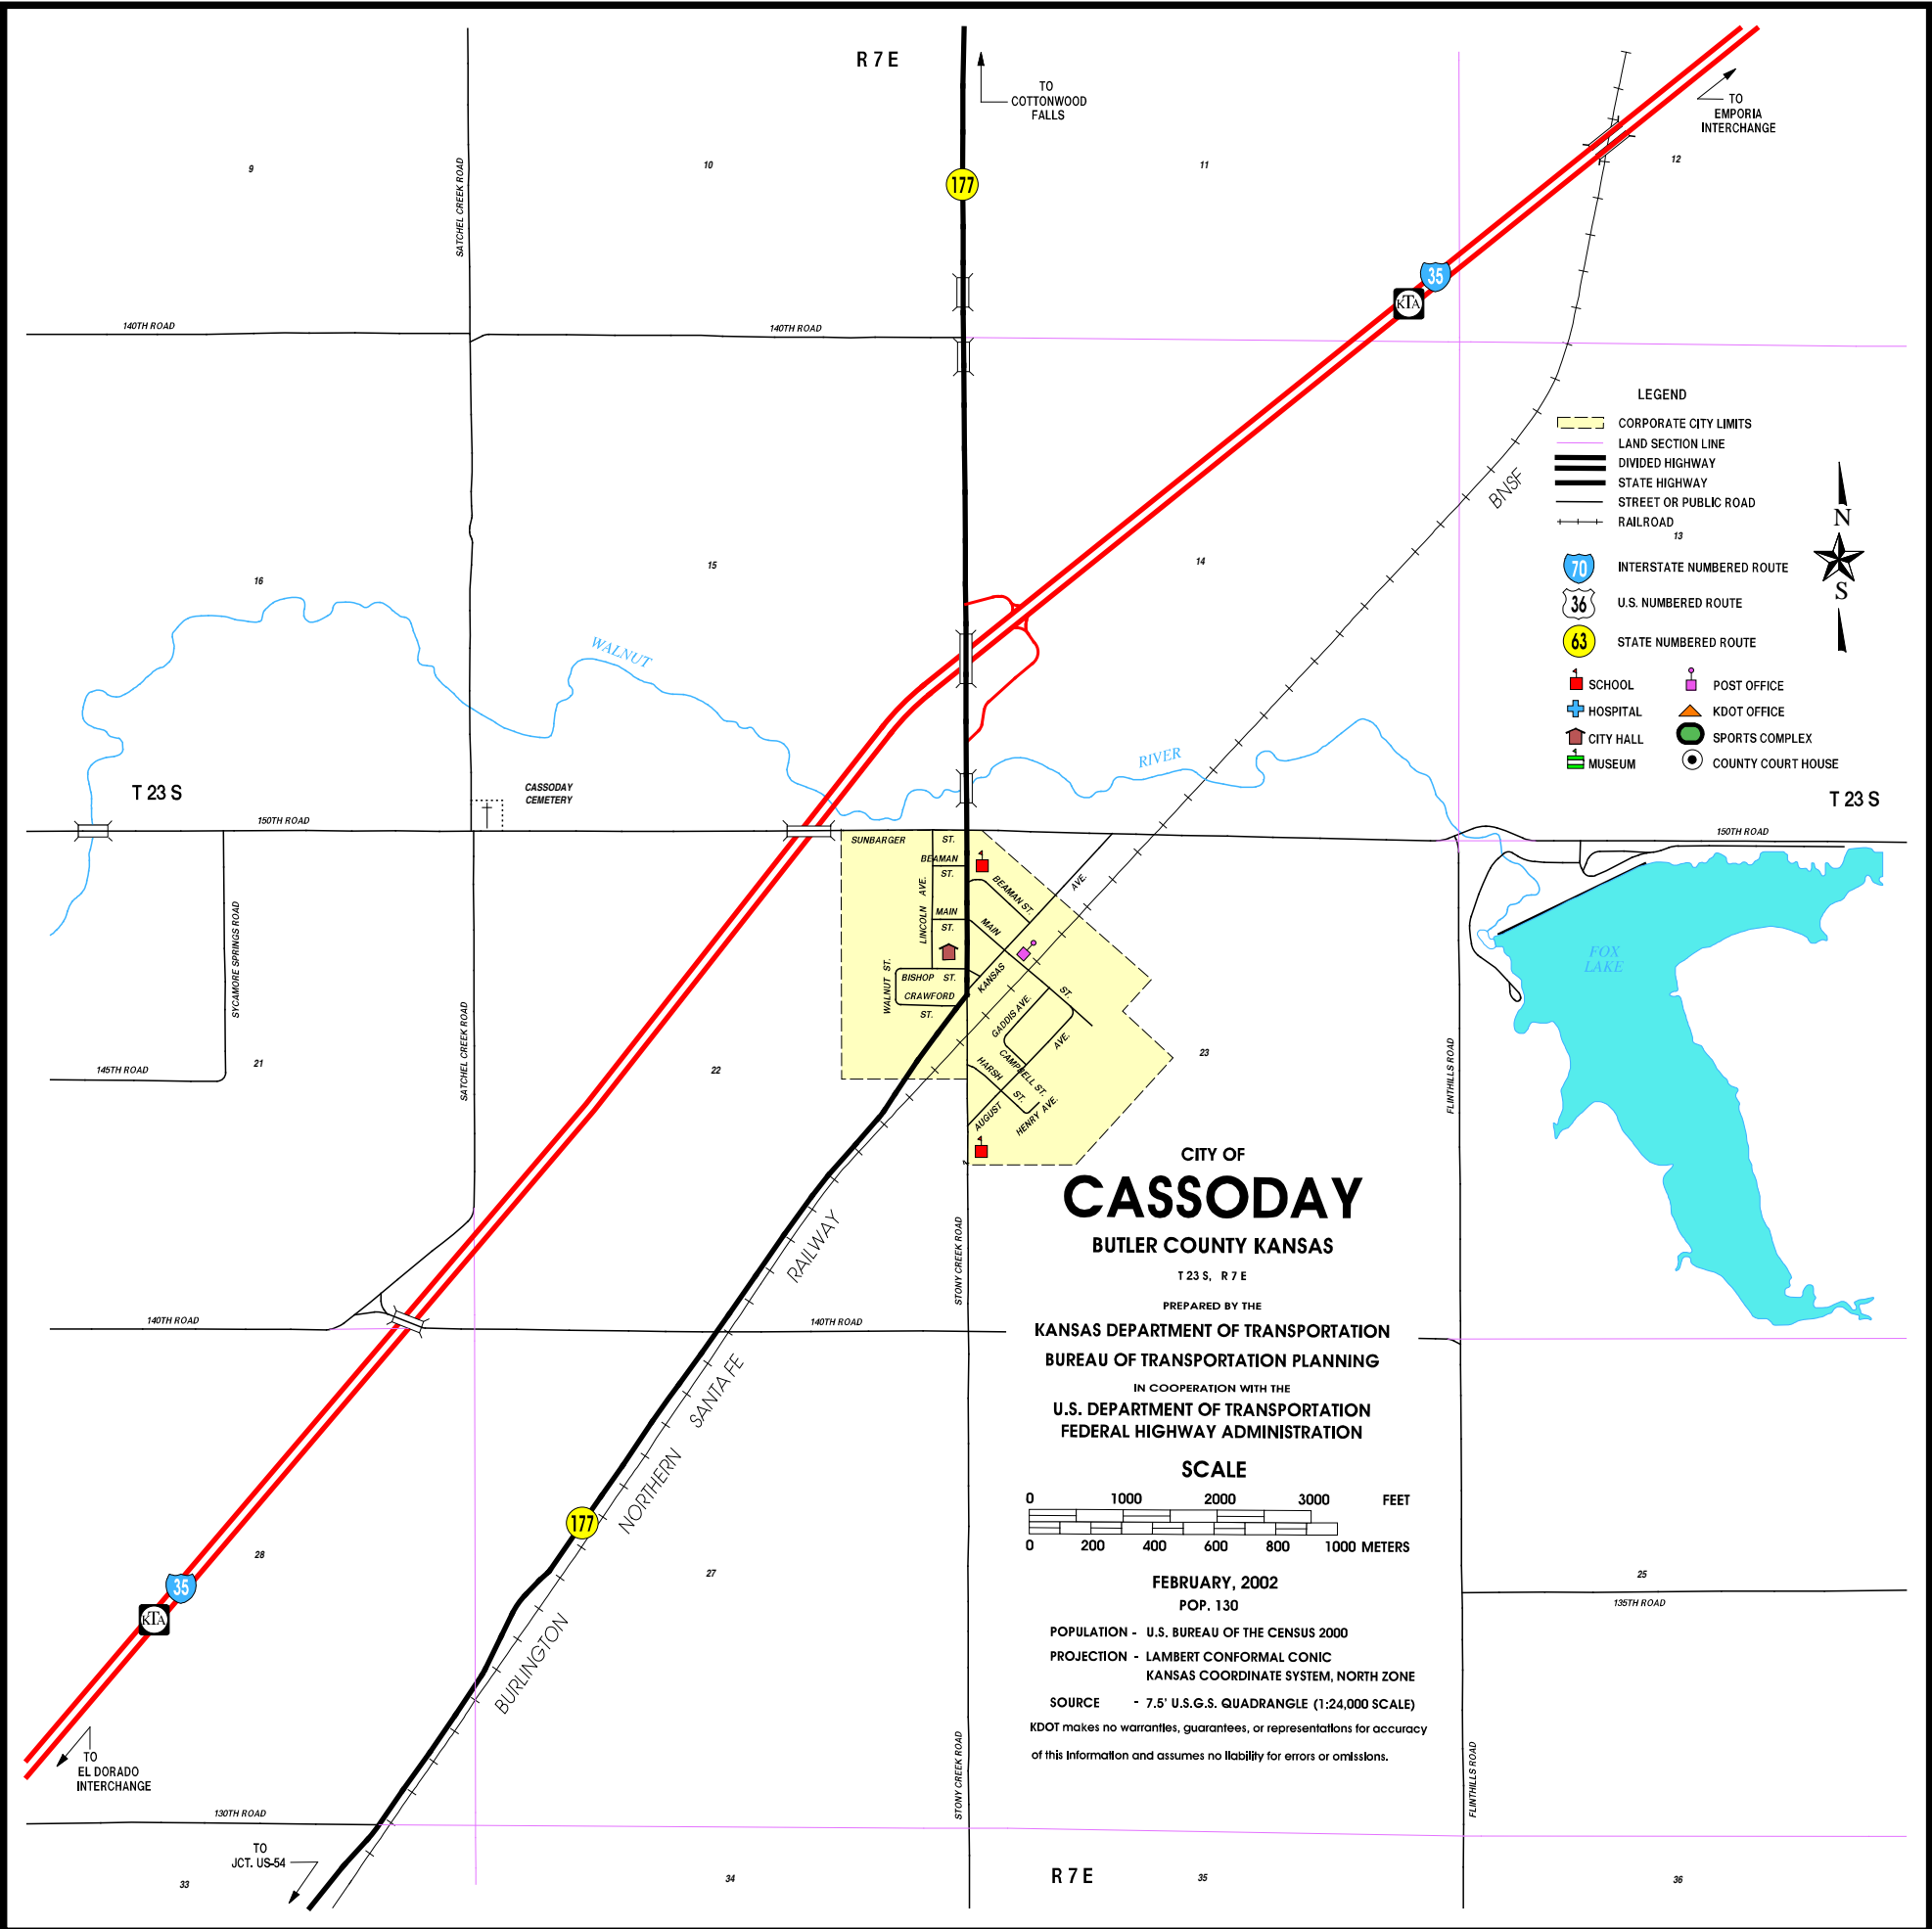 R 7 E
TO
COTTONWOOD
FALLS
TO
EMPORIA
INTERCHANGE
9
10
11
12
SATCHEL CREEK ROAD
177
35
KTA
140TH ROAD
140TH ROAD
BNSF
LEGEND
CORPORATE CITY LIMITS
LAND SECTION LINE
DIVIDED HIGHWAY
STATE HIGHWAY
STREET OR PUBLIC ROAD
RAILROAD
13
70 INTERSTATE NUMBERED ROUTE
36 U.S. NUMBERED ROUTE
63 STATE NUMBERED ROUTE
SCHOOL
POST OFFICE
HOSPITAL
KDOT OFFICE
CITY HALL
SPORTS COMPLEX
MUSEUM
COUNTY COURT HOUSE
N
S
16
15
14
WALNUT
RIVER
T 23 S
T 23 S
CASSODAY
CEMETERY
150TH ROAD
150TH ROAD
SUNBARGER ST.
BEAMAN
ST.
BEAMAN ST.
LINCOLN AVE.
MAIN
ST.
MAIN
ST.
AVE.
KANSAS
WALNUT ST.
BISHOP ST.
CRAWFORD
ST.
GADDIS AVE.
AVE.
CAMPBELL ST.
HARSH
ST.
AUGUST
HENRY AVE.
FOX
LAKE
SYCAMORE SPRINGS ROAD
SATCHEL CREEK ROAD
FLINTHILLS ROAD
145TH ROAD
21
22
23
CITY OF
CASSODAY
BUTLER COUNTY KANSAS
T 23 S, R 7 E
PREPARED BY THE
KANSAS DEPARTMENT OF TRANSPORTATION
BUREAU OF TRANSPORTATION PLANNING
IN COOPERATION WITH THE
U.S. DEPARTMENT OF TRANSPORTATION
FEDERAL HIGHWAY ADMINISTRATION
SCALE
0 1000 2000 3000 FEET
0 200 400 600 800 1000 METERS
FEBRUARY, 2002
POP. 130
POPULATION - U.S. BUREAU OF THE CENSUS 2000
PROJECTION - LAMBERT CONFORMAL CONIC
KANSAS COORDINATE SYSTEM, NORTH ZONE
SOURCE - 7.5' U.S.G.S. QUADRANGLE (1:24,000 SCALE)
KDOT makes no warranties, guarantees, or representations for accuracy
of this information and assumes no liability for errors or omissions.
STONY CREEK ROAD
140TH ROAD
140TH ROAD
BURLINGTON NORTHERN SANTA FE RAILWAY
177
35
KTA
28
27
25
135TH ROAD
STONY CREEK ROAD
FLINTHILLS ROAD
TO
EL DORADO
INTERCHANGE
130TH ROAD
TO
JCT. US-54
33
34
R 7 E
35
36